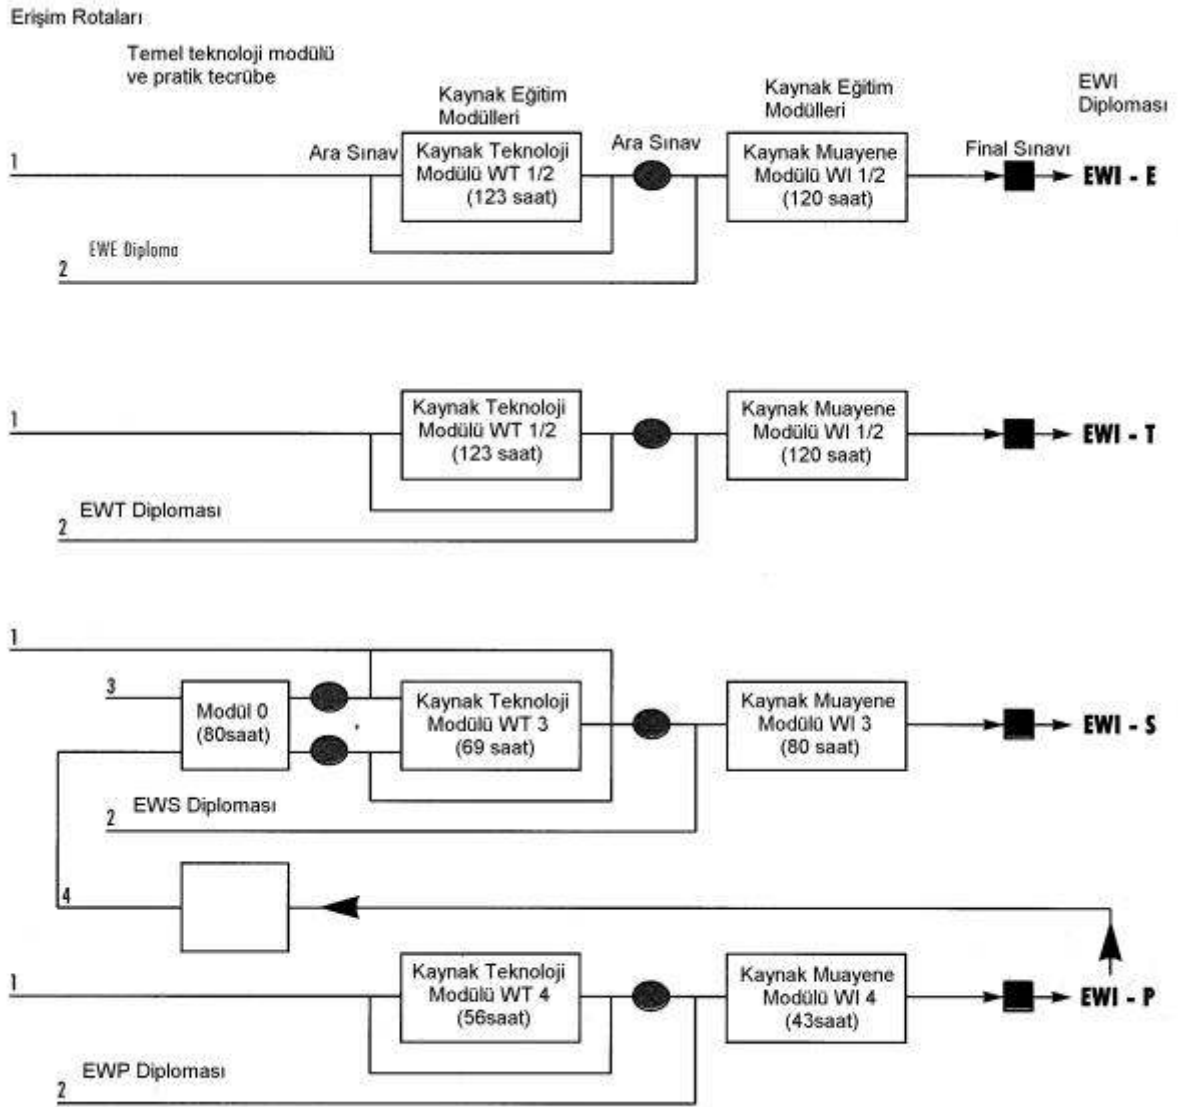 Erişim Rotaları
Temel teknoloji modülü
ve pratik tecrübe
Kaynak Eğitim
Modülleri
Kaynak Eğitim
Modülleri
EWI
Diploması
1
Ara Sınav
Kaynak Teknoloji
Modülü WT 1/2
(123 saat)
Ara Sınav
Kaynak Muayene
Modülü WI 1/2
(120 saat)
Final Sınavı
EWI - E
2
EWE Diploma
1
Kaynak Teknoloji
Modülü WT 1/2
(123 saat)
Kaynak Muayene
Modülü WI 1/2
(120 saat)
EWI - T
2
EWT Diploması
1
3
Modül 0
(80saat)
Kaynak Teknoloji
Modülü WT 3
(69 saat)
Kaynak Muayene
Modülü WI 3
(80 saat)
EWI - S
2
EWS Diploması
4
1
Kaynak Teknoloji
Modülü WT 4
(56saat)
Kaynak Muayene
Modülü WI 4
(43saat)
EWI - P
2
EWP Diploması